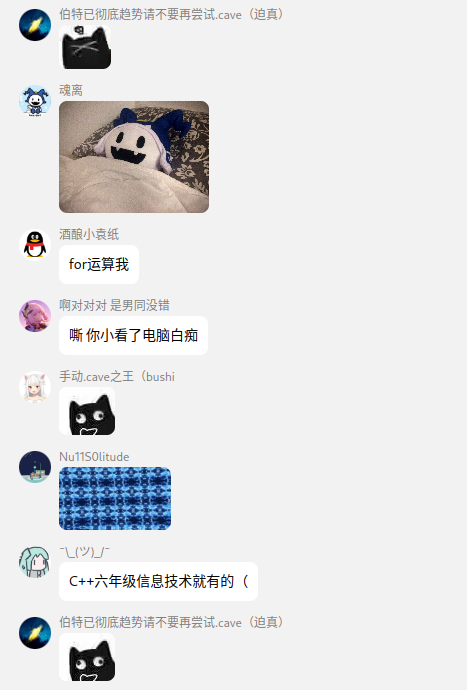 伯特已彻底趋势请不要再尝试.cave（迫真）
魂离
酒酿小袁纸
for运算我
啊对对对 是男同没错
嘶 你小看了电脑白痴
手动.cave之王（bushi
Nu11S0litude
¯\_(ツ)_/¯
C++六年级信息技术就有的（
伯特已彻底趋势请不要再尝试.cave（迫真）